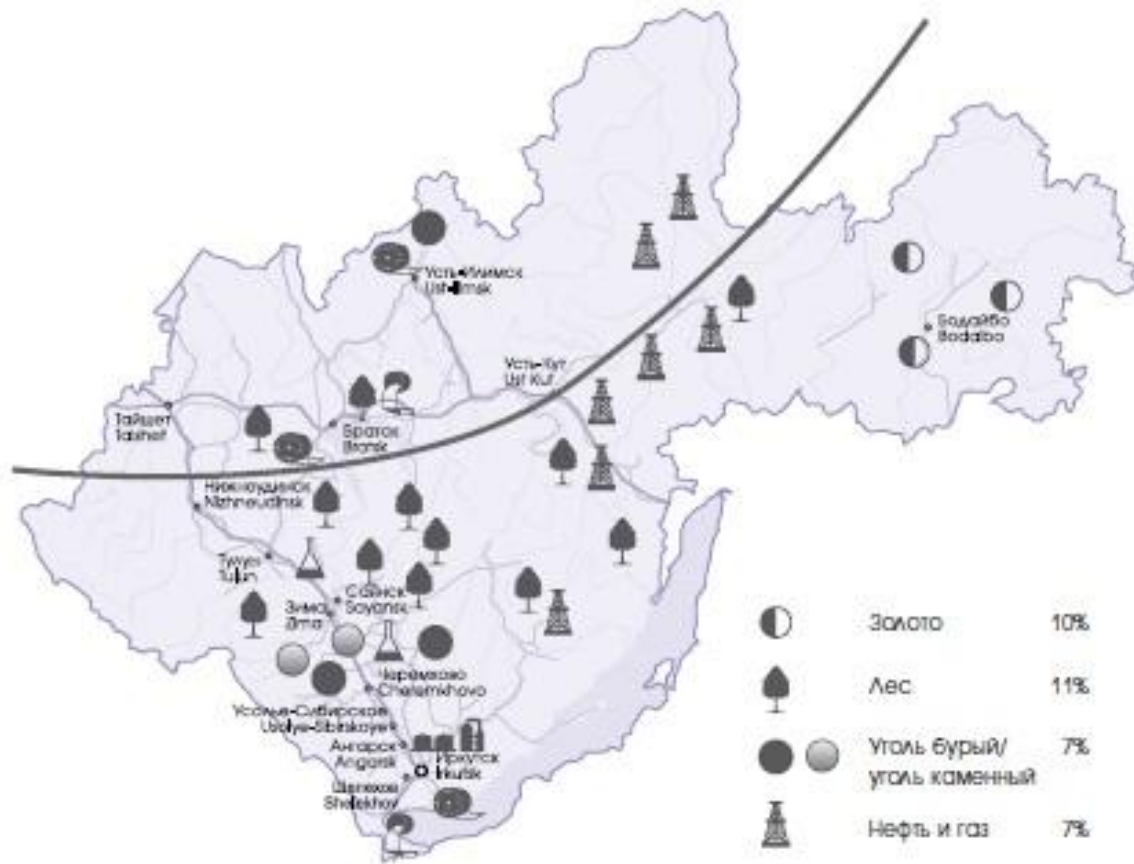 Усть-Илимск
Ust-Ilimsk
Бодайбо
Bodaibo
Усть-Кут
Ust Kut
Тайшет
Taishet
Братск
Bratsk
Нижнеудинск
Nizhneudinsk
Тулун
Tulun
Саянск
Sayansk
Зима
Zima
Черемхово
Cheremkhovo
Усолье-Сибирское
Usolye-Sibirskoye
Ангарск
Angarsk
Иркутск
Irkutsk
Шелехов
Shelekhov
Золото 10%
Лес 11%
Уголь бурый/ 7%
уголь каменный
Нефть и газ 7%